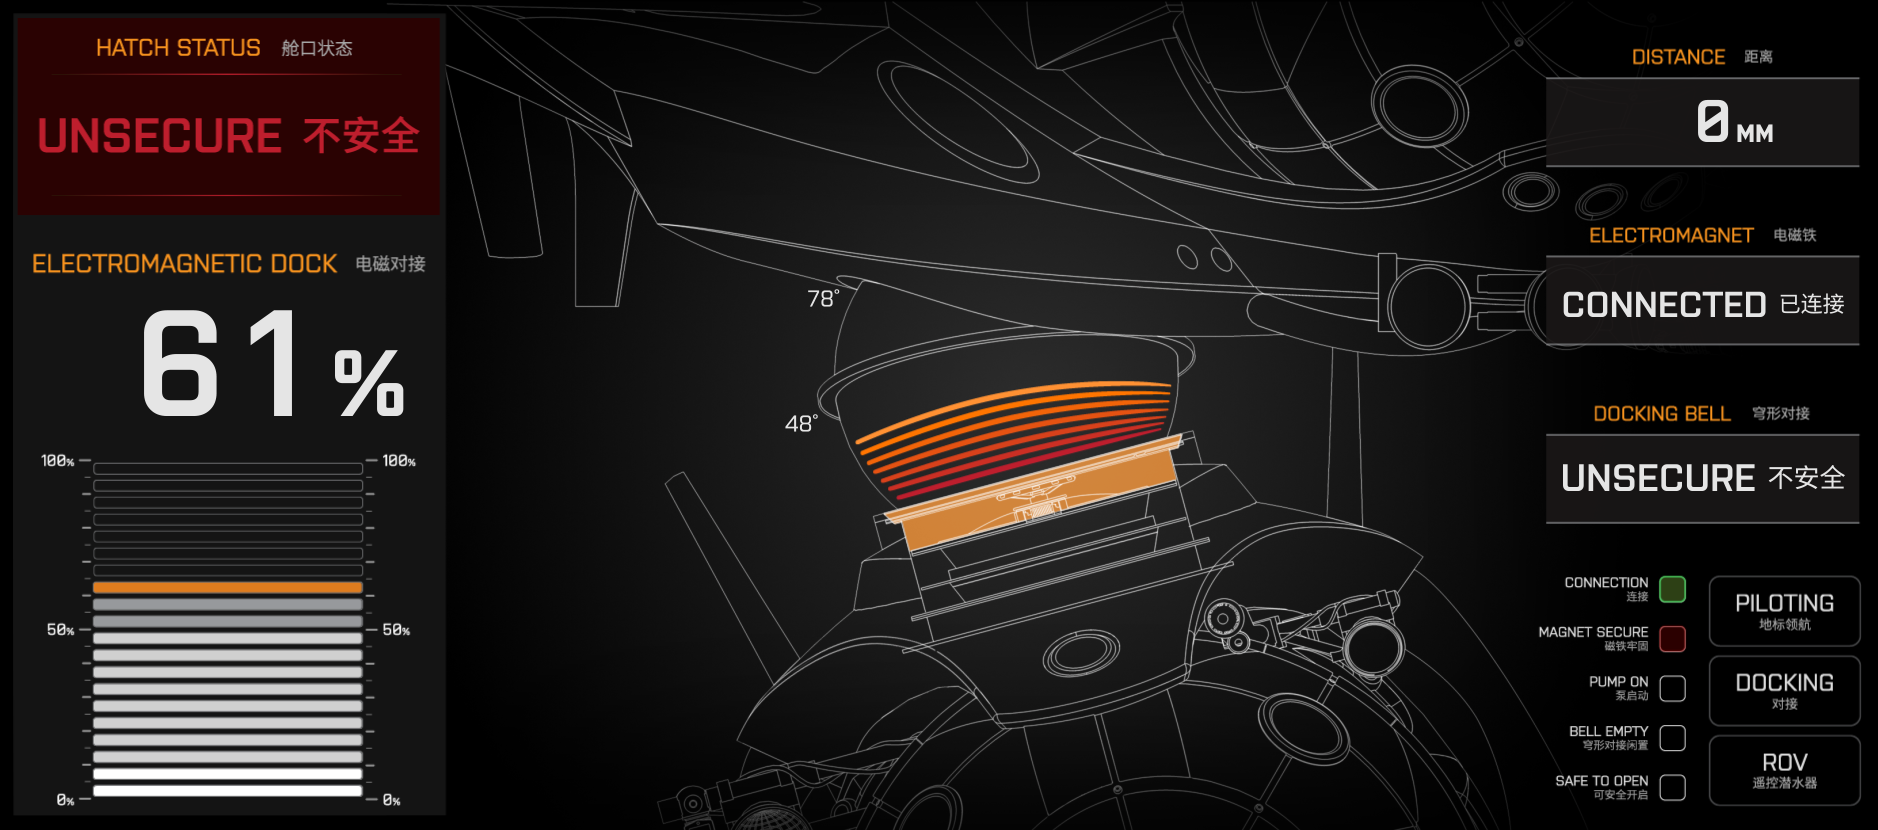 HATCH STATUS 舱口状态
UNSECURE 不安全
ELECTROMAGNETIC DOCK 电磁对接
61%
100% 100%
50% 50%
0% 0%
78°
48°
DISTANCE 距离
0 MM
ELECTROMAGNET 电磁铁
CONNECTED 已连接
DOCKING BELL 穹形对接
UNSECURE 不安全
CONNECTION
连接
MAGNET SECURE
磁铁牢固
PUMP ON
泵启动
BELL EMPTY
穹形对接闲置
SAFE TO OPEN
可安全开启
PILOTING
地标领航
DOCKING
对接
ROV
遥控潜水器